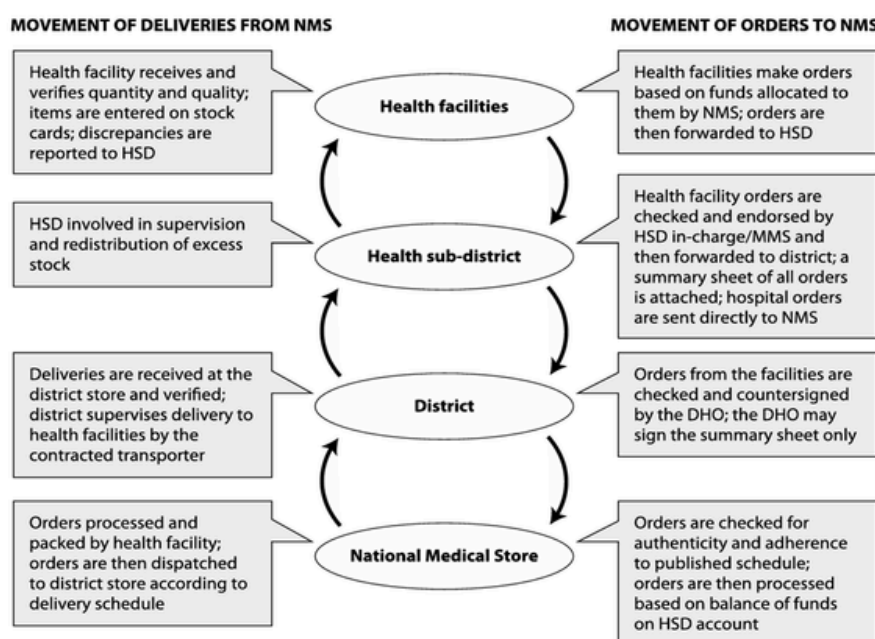 MOVEMENT OF DELIVERIES FROM NMS
MOVEMENT OF ORDERS TO NMS
Health facility receives and
verifies quantity and quality;
items are entered on stock
cards; discrepancies are
reported to HSD
Health facilities
Health facilities make orders
based on funds allocated to
them by NMS; orders are
then forwarded to HSD
HSD involved in supervision
and redistribution of excess
stock
Health sub-district
Health facility orders are
checked and endorsed by
HSD in-charge/MMS and
then forwarded to district; a
summary sheet of all orders
is attached; hospital orders
are sent directly to NMS
Deliveries are received at the
district store and verified;
district supervises delivery to
health facilities by the
contracted transporter
District
Orders from the facilities are
checked and countersigned
by the DHO; the DHO may
sign the summary sheet only
Orders processed and
packed by health facility;
orders are then dispatched
to district store according to
delivery schedule
National Medical Store
Orders are checked for
authenticity and adherence
to published schedule;
orders are then processed
based on balance of funds
on HSD account